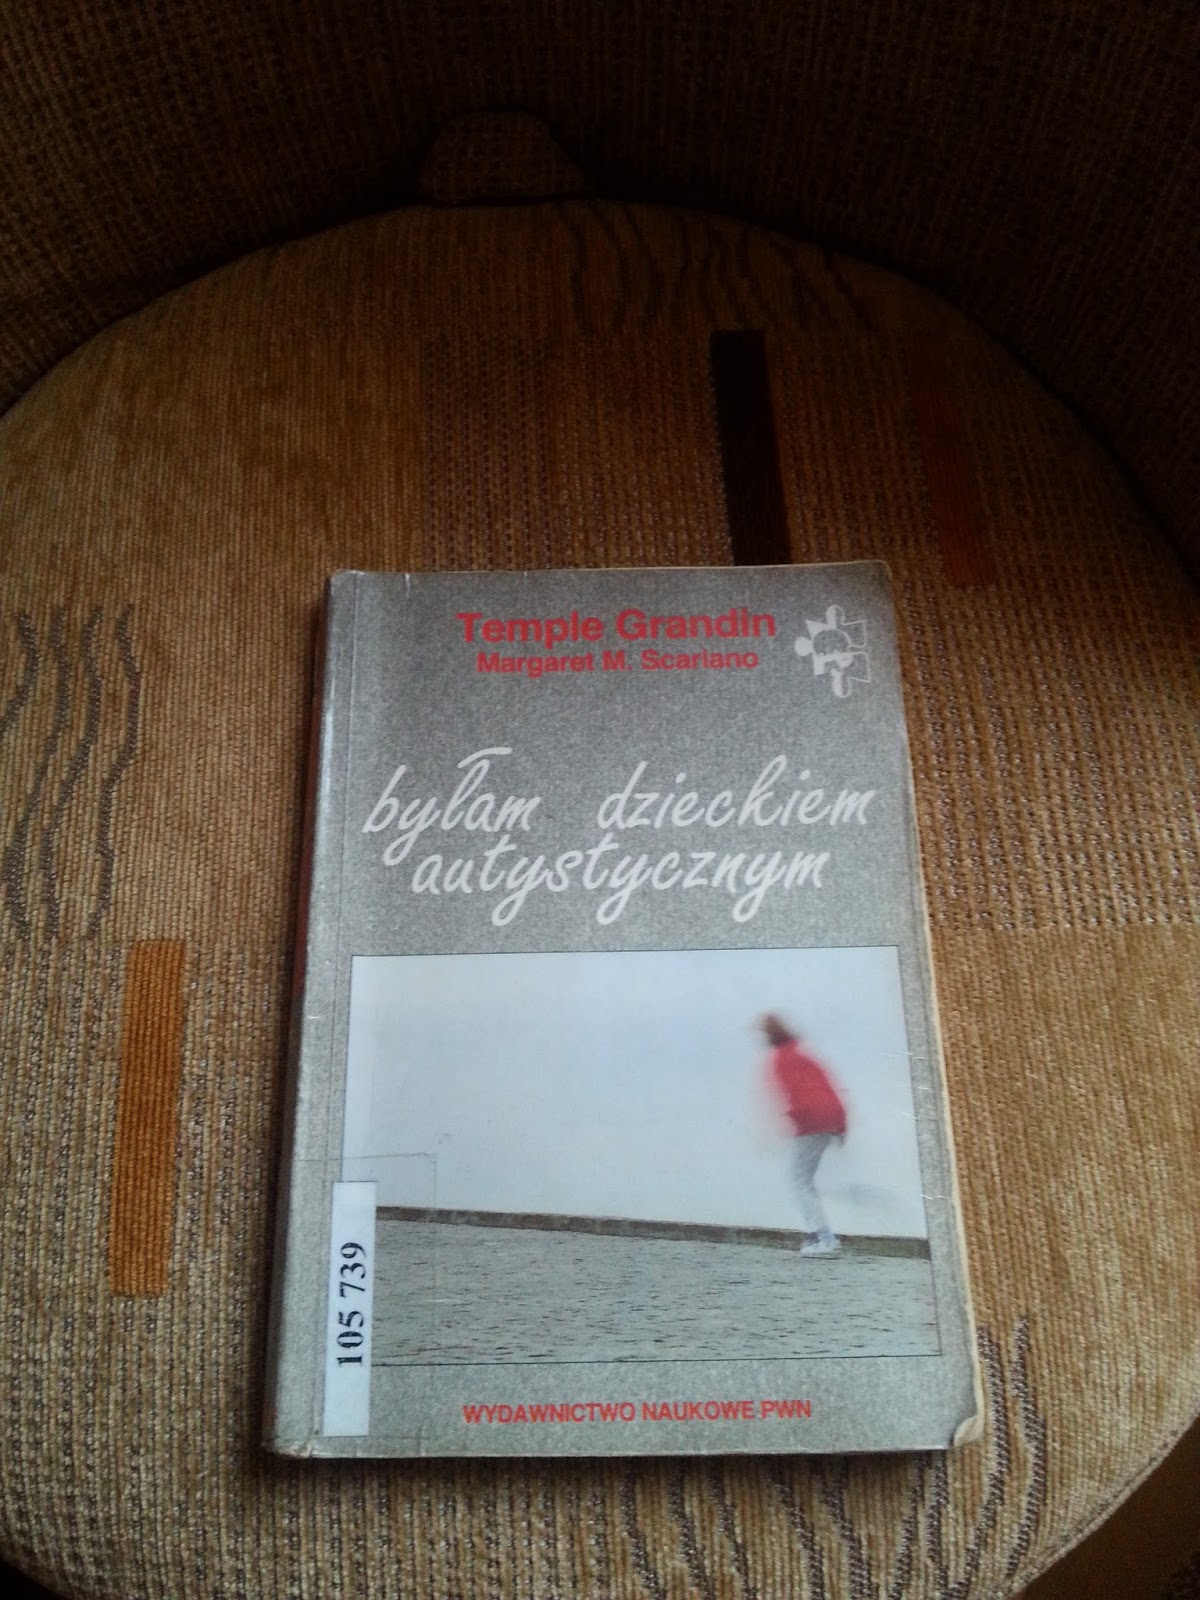 Temple Grandin
Margaret M. Scariano
byłam dzieckiem
autystycznym
105 739
WYDAWNICTWO NAUKOWE PWN